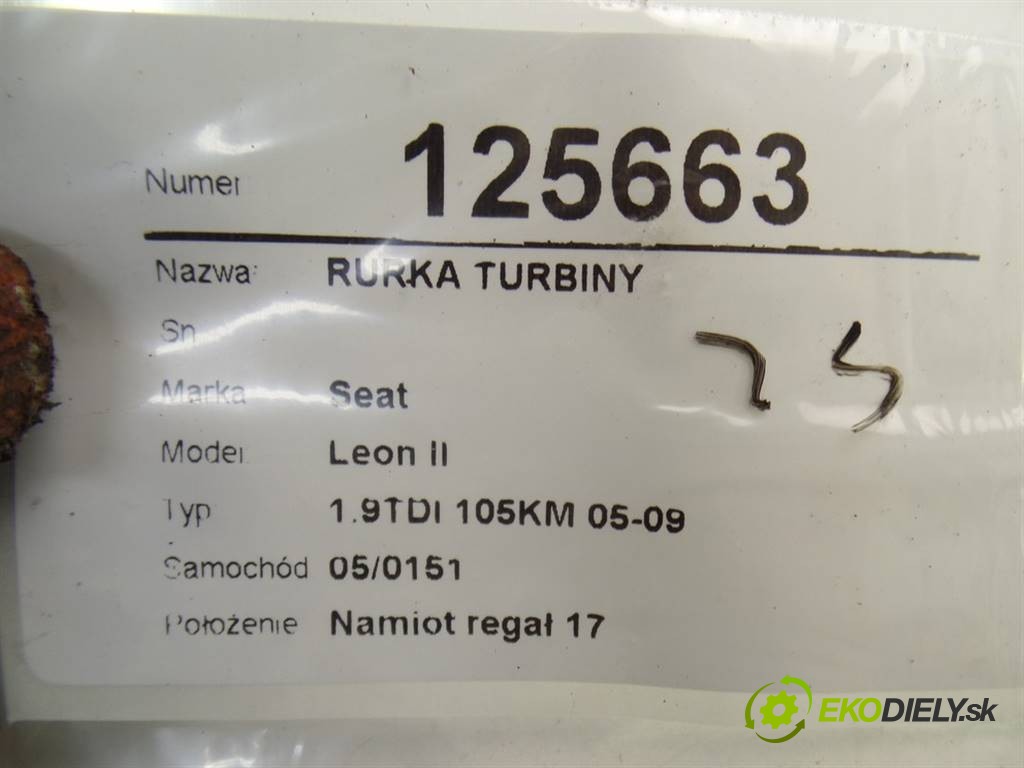 Numer 125663
Nazwa: RURKA TURBINY
Sn
Marka Seat
Model Leon II
Typ 1.9TDI 105KM 05-09
Samochód 05/0151
Położenie Namiot regał 17
EKODIELY.sk